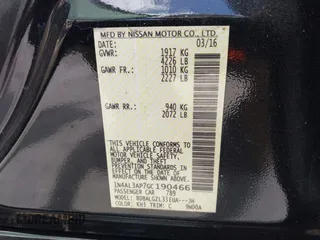 MFD BY NISSAN MOTOR CO., LTD.
DATE: 03/16
GVWR: 1917 KG
4226 LB
GAWR FR: 1010 KG
2227 LB
GAWR RR: 940 KG
2072 LB
THIS VEHICLE CONFORMS TO ALL
APPLICABLE FEDERAL MOTOR VEHICLE SAFETY,
BUMPER, AND THEFT PREVENTION STANDARDS
IN EFFECT ON THE DATE OF
MANUFACTURE SHOWN ABOVE.
1N4AL3AP7GC190466
PASSENGER CAR 789
COLOR: KH3 TRIM: C